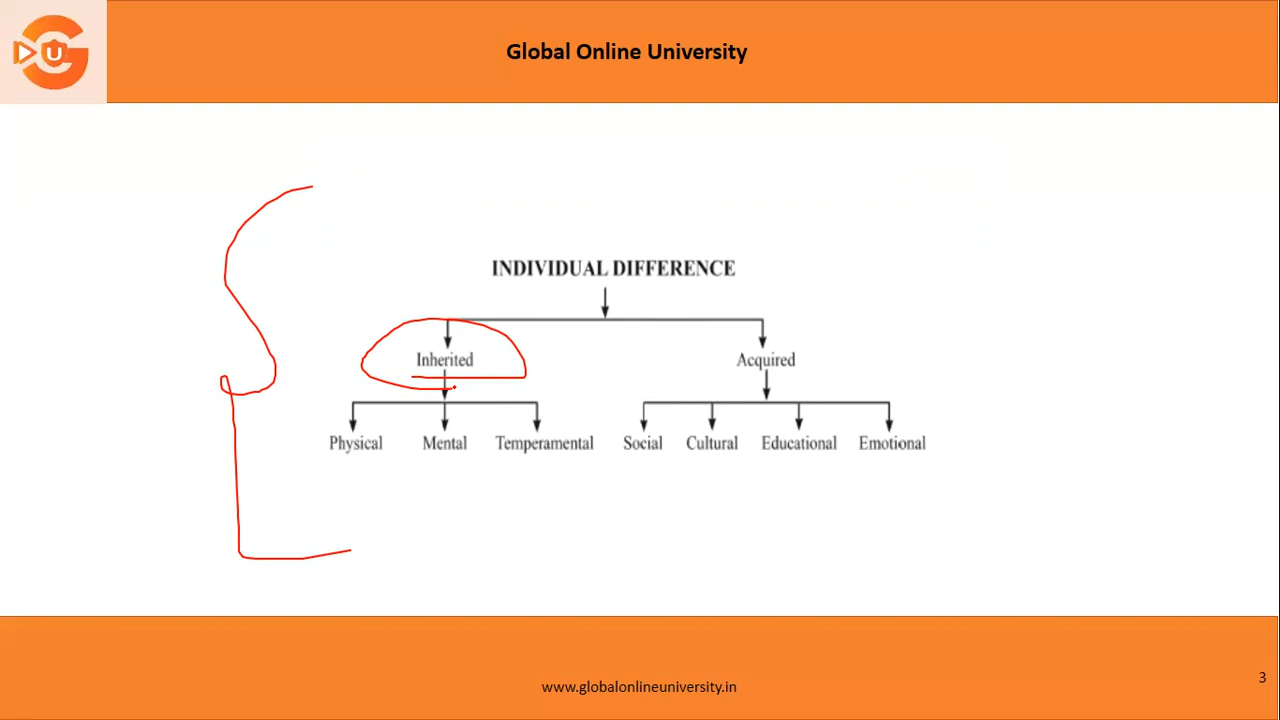 U
Global Online University
INDIVIDUAL DIFFERENCE
Inherited Acquired
Physical Mental Temperamental Social Cultural Educational Emotional
www.globalonlineuniversity.in
3